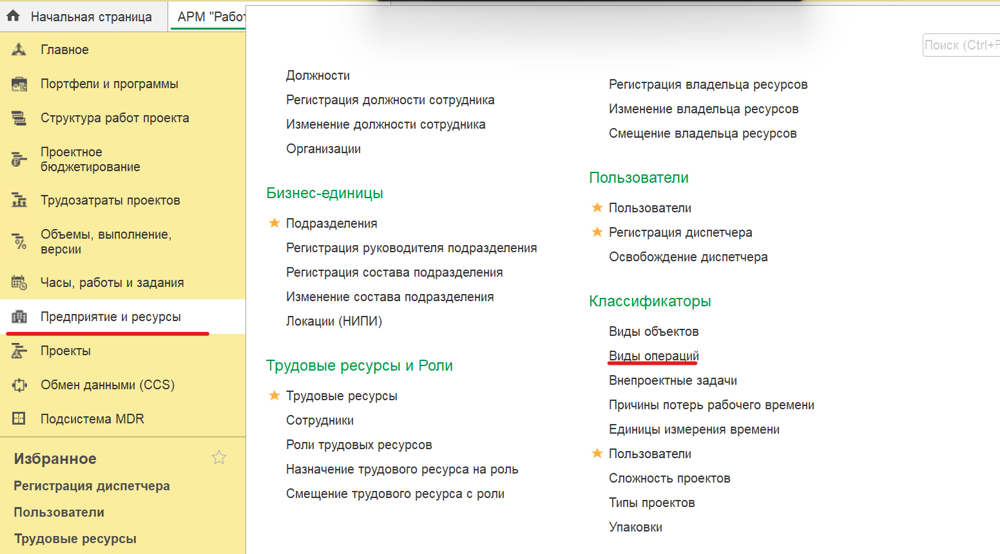 Начальная страница
АРМ "Работ
Поиск (Ctrl+F
Главное
Портфели и программы
Структура работ проекта
Проектное
бюджетирование
Трудозатраты проектов
Объемы, выполнение,
версии
Часы, работы и задания
Предприятие и ресурсы
Проекты
Обмен данными (CCS)
Подсистема MDR
Избранное
Регистрация диспетчера
Пользователи
Трудовые ресурсы
Должности
Регистрация должности сотрудника
Изменение должности сотрудника
Организации
Бизнес-единицы
Подразделения
Регистрация руководителя подразделения
Регистрация состава подразделения
Изменение состава подразделения
Локации (НИПИ)
Трудовые ресурсы и Роли
Трудовые ресурсы
Сотрудники
Роли трудовых ресурсов
Назначение трудового ресурса на роль
Смещение трудового ресурса с роли
Регистрация владельца ресурсов
Изменение владельца ресурсов
Смещение владельца ресурсов
Пользователи
Пользователи
Регистрация диспетчера
Освобождение диспетчера
Классификаторы
Виды объектов
Виды операций
Внепроектные задачи
Причины потерь рабочего времени
Единицы измерения времени
Пользователи
Сложность проектов
Типы проектов
Упаковки